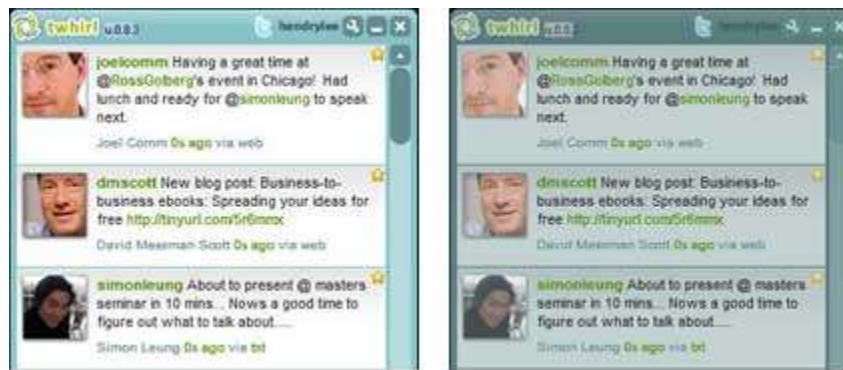 twhirl v.0.8.3
hendrylee
joelcomm Having a great time at
@RossGolberg's event in Chicago! Had
lunch and ready for @simonleung to speak
next.
Joel Comm 0s ago via web
dmscott New blog post: Business-to-
business ebooks: Spreading your ideas for
free http://tinyurl.com/5r6mmx
David Meerman Scott 0s ago via web
simonleung About to present @ masters
seminar in 10 mins... Nows a good time to
figure out what to talk about.....
Simon Leung 0s ago via txt
twhirl v.0.8.3
hendrylee
joelcomm Having a great time at
@RossGolberg's event in Chicago! Had
lunch and ready for @simonleung to speak
next.
Joel Comm 0s ago via web
dmscott New blog post: Business-to-
business ebooks: Spreading your ideas for
free http://tinyurl.com/5r6mmx
David Meerman Scott 0s ago via web
simonleung About to present @ masters
seminar in 10 mins... Nows a good time to
figure out what to talk about.....
Simon Leung 0s ago via txt